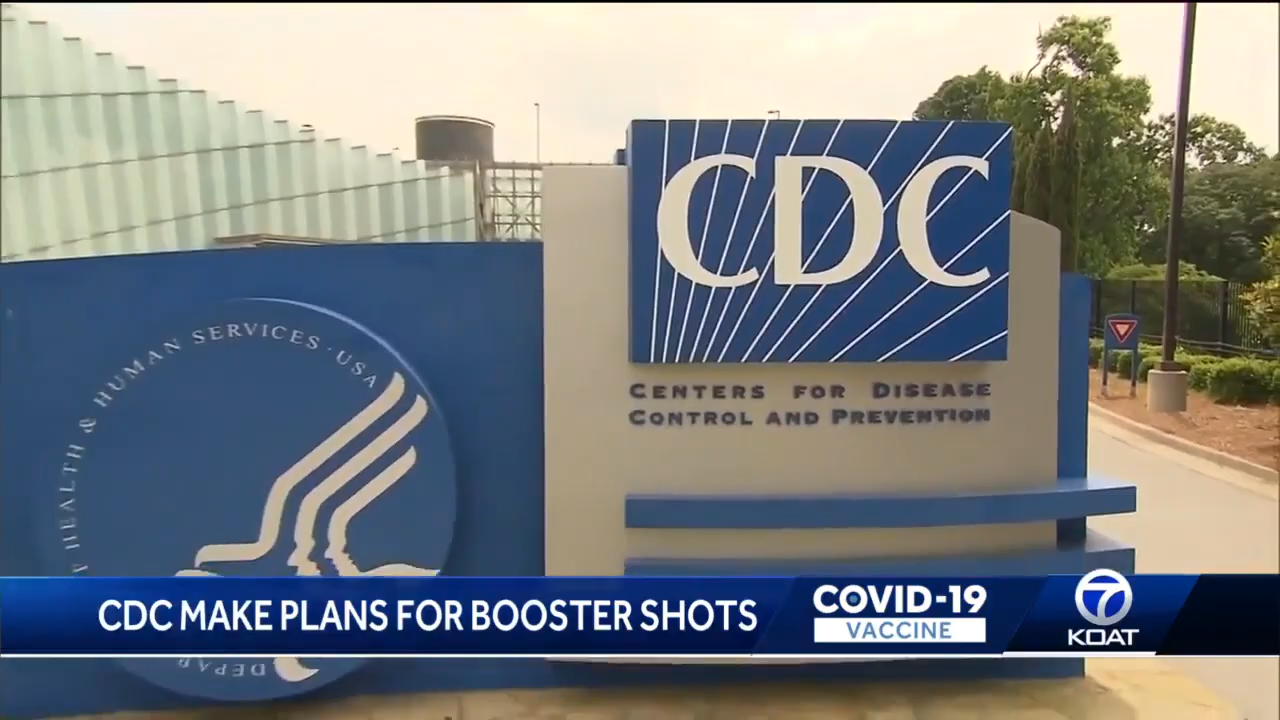 CDC
CENTERS FOR DISEASE
CONTROL AND PREVENTION
HEALTH & HUMAN SERVICES · USA
DEPAR
CDC MAKE PLANS FOR BOOSTER SHOTS
COVID-19
VACCINE
7
KOAT